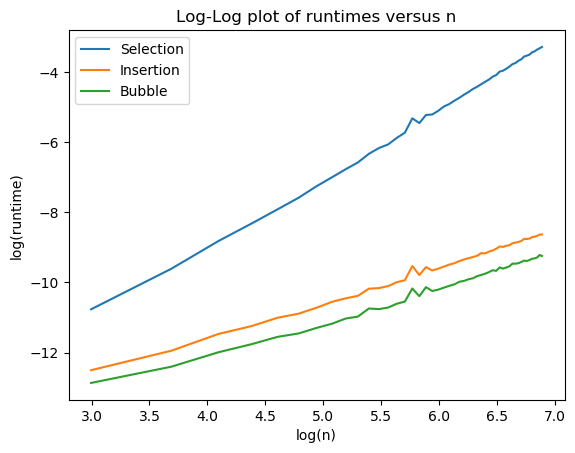 Log-Log plot of runtimes versus n
Selection
Insertion
Bubble
−4
−6
−8
−10
−12
log(runtime)
3.0 3.5 4.0 4.5 5.0 5.5 6.0 6.5 7.0
log(n)